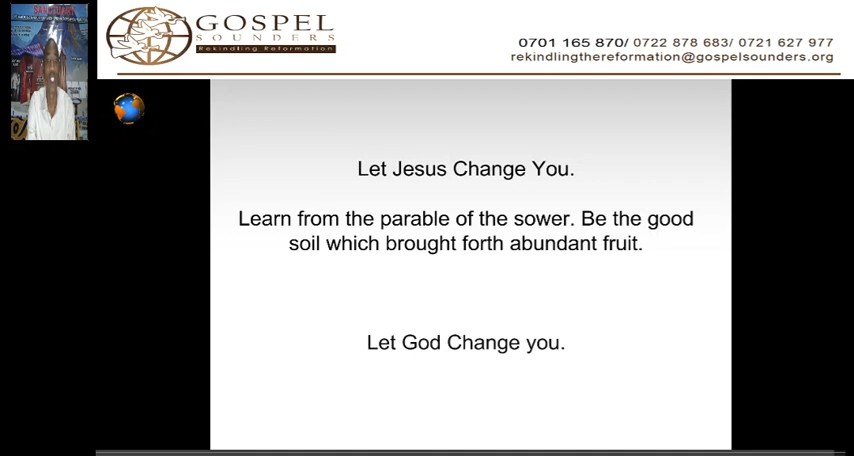 GOSPEL
SOUNDERS
Rekindling Reformation
0701 165 870/ 0722 878 683/ 0721 627 977
rekindlingthereformation@gospelsounders.org
Let Jesus Change You.
Learn from the parable of the sower. Be the good
soil which brought forth abundant fruit.
Let God Change you.